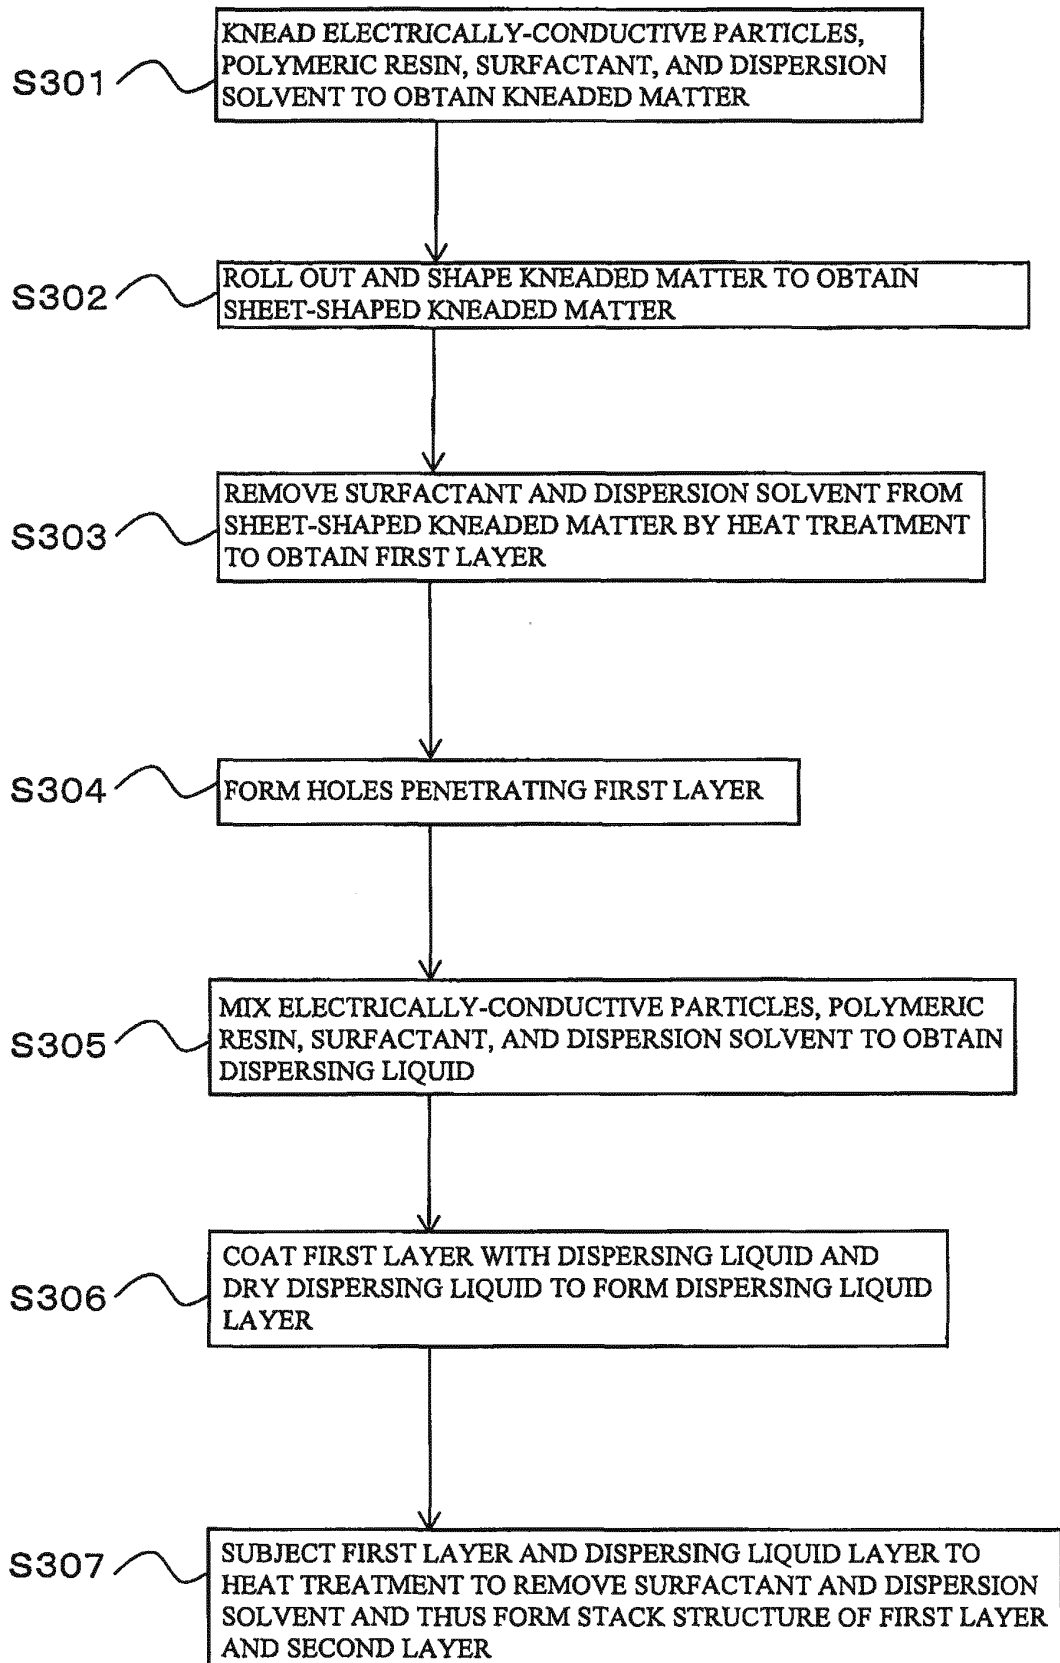 S301
KNEAD ELECTRICALLY-CONDUCTIVE PARTICLES,
POLYMERIC RESIN, SURFACTANT, AND DISPERSION
SOLVENT TO OBTAIN KNEADED MATTER
S302
ROLL OUT AND SHAPE KNEADED MATTER TO OBTAIN
SHEET-SHAPED KNEADED MATTER
S303
REMOVE SURFACTANT AND DISPERSION SOLVENT FROM
SHEET-SHAPED KNEADED MATTER BY HEAT TREATMENT
TO OBTAIN FIRST LAYER
S304
FORM HOLES PENETRATING FIRST LAYER
S305
MIX ELECTRICALLY-CONDUCTIVE PARTICLES, POLYMERIC
RESIN, SURFACTANT, AND DISPERSION SOLVENT TO OBTAIN
DISPERSING LIQUID
S306
COAT FIRST LAYER WITH DISPERSING LIQUID AND
DRY DISPERSING LIQUID TO FORM DISPERSING LIQUID
LAYER
S307
SUBJECT FIRST LAYER AND DISPERSING LIQUID LAYER TO
HEAT TREATMENT TO REMOVE SURFACTANT AND DISPERSION
SOLVENT AND THUS FORM STACK STRUCTURE OF FIRST LAYER
AND SECOND LAYER